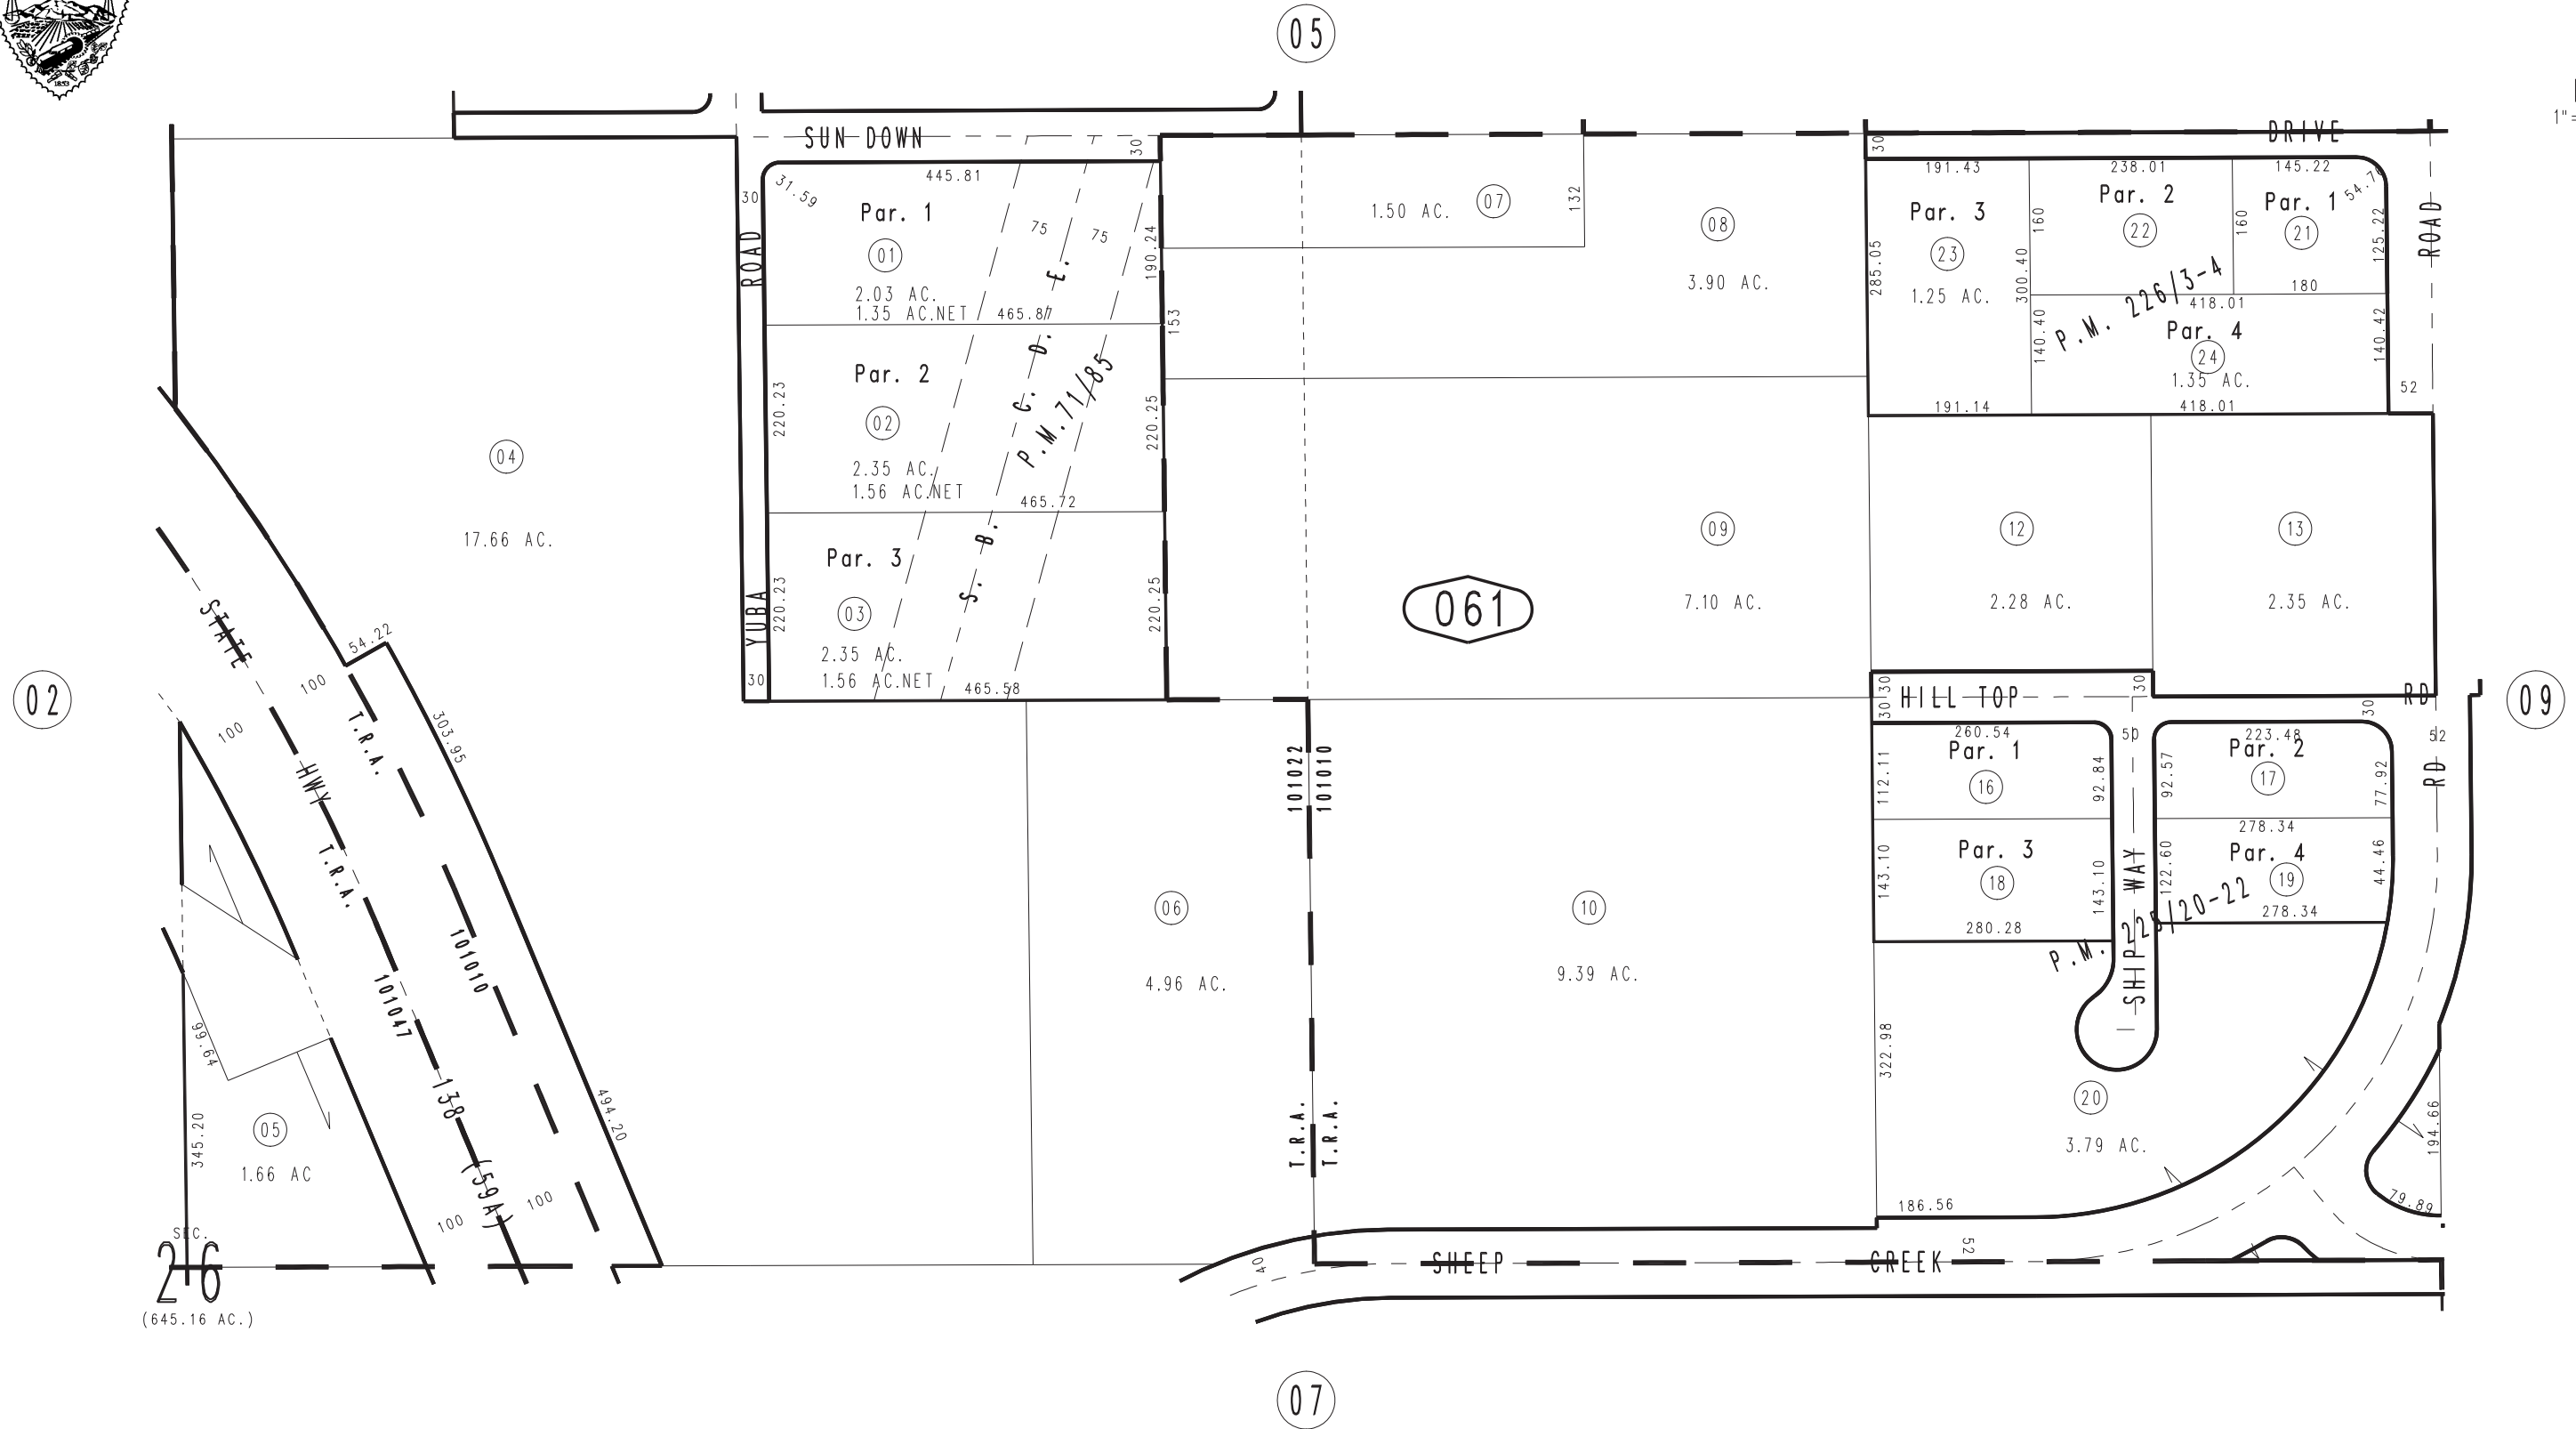 05
1853
1"=
SUN DOWN
DRIVE
30
30
445.81
31.59
30
Par. 1
01
2.03 AC.
1.35 AC.NET
465.87
75
75
190.24
153
132
1.50 AC.
07
08
3.90 AC.
191.43
238.01
145.22
54.76
Par. 3
23
1.25 AC.
285.05
300.40
160
140.40
191.14
Par. 2
22
160
Par. 1
21
125.22
180
418.01
P.M. 226/3-4
Par. 4
24
1.35 AC.
418.01
140.42
52
ROAD
ROAD
YUBA
30
Par. 2
02
2.35 AC.
1.56 AC.NET
465.72
220.23
220.25
S. B. C. D. E.
P.M.71/85
Par. 3
03
2.35 AC.
1.56 AC.NET
465.58
220.23
220.25
04
17.66 AC.
09
7.10 AC.
061
12
2.28 AC.
13
2.35 AC.
02
09
STATE
HWY
138
(59A)
100
100
100
100
54.22
303.95
494.20
T.R.A.
101010
T.R.A.
101047
30
30
30
30
HILL TOP
RD
52
RD
260.54
Par. 1
16
112.11
92.84
50
223.48
Par. 2
17
92.57
77.92
278.34
Par. 3
18
143.10
143.10
280.28
Par. 4
19
122.60
44.46
278.34
P.M. 225/20-22
SHIP WAY
101022
101010
T.R.A.
T.R.A.
06
4.96 AC.
10
9.39 AC.
322.98
20
3.79 AC.
186.56
194.66
79.89
99.64
345.20
05
1.66 AC
SEC.
26
(645.16 AC.)
40
SHEEP
CREEK
52
07